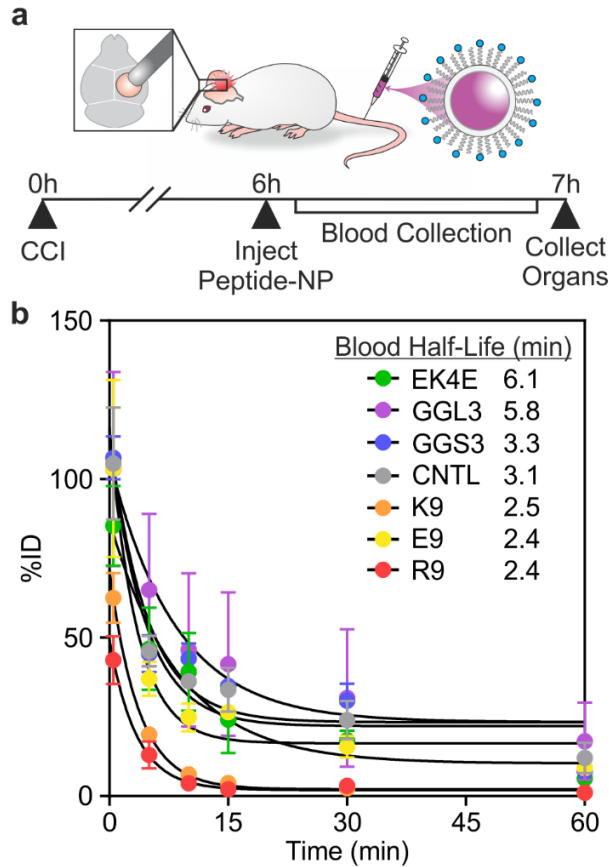 a
0h
6h
7h
CCI
Inject
Peptide-NP
Blood Collection
Collect
Organs
b
150
100
50
0
%ID
Blood Half-Life (min)
EK4E 6.1
GGL3 5.8
GGS3 3.3
CNTL 3.1
K9 2.5
E9 2.4
R9 2.4
0
15
30
45
60
Time (min)